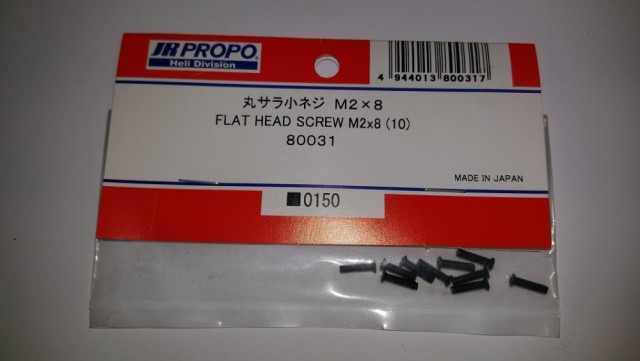 JR PROPO
Heli Division
4 944013 800317
丸サラ小ネジ M2×8
FLAT HEAD SCREW M2x8 (10)
80031
MADE IN JAPAN
■0150